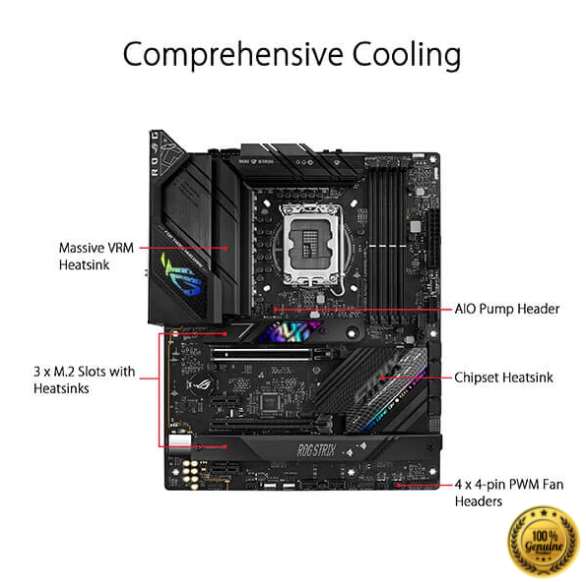 Comprehensive Cooling
Massive VRM
Heatsink
AIO Pump Header
3 x M.2 Slots with
Heatsinks
Chipset Heatsink
ROG STRIX
4 x 4-pin PWM Fan
Headers
100%
Genuine